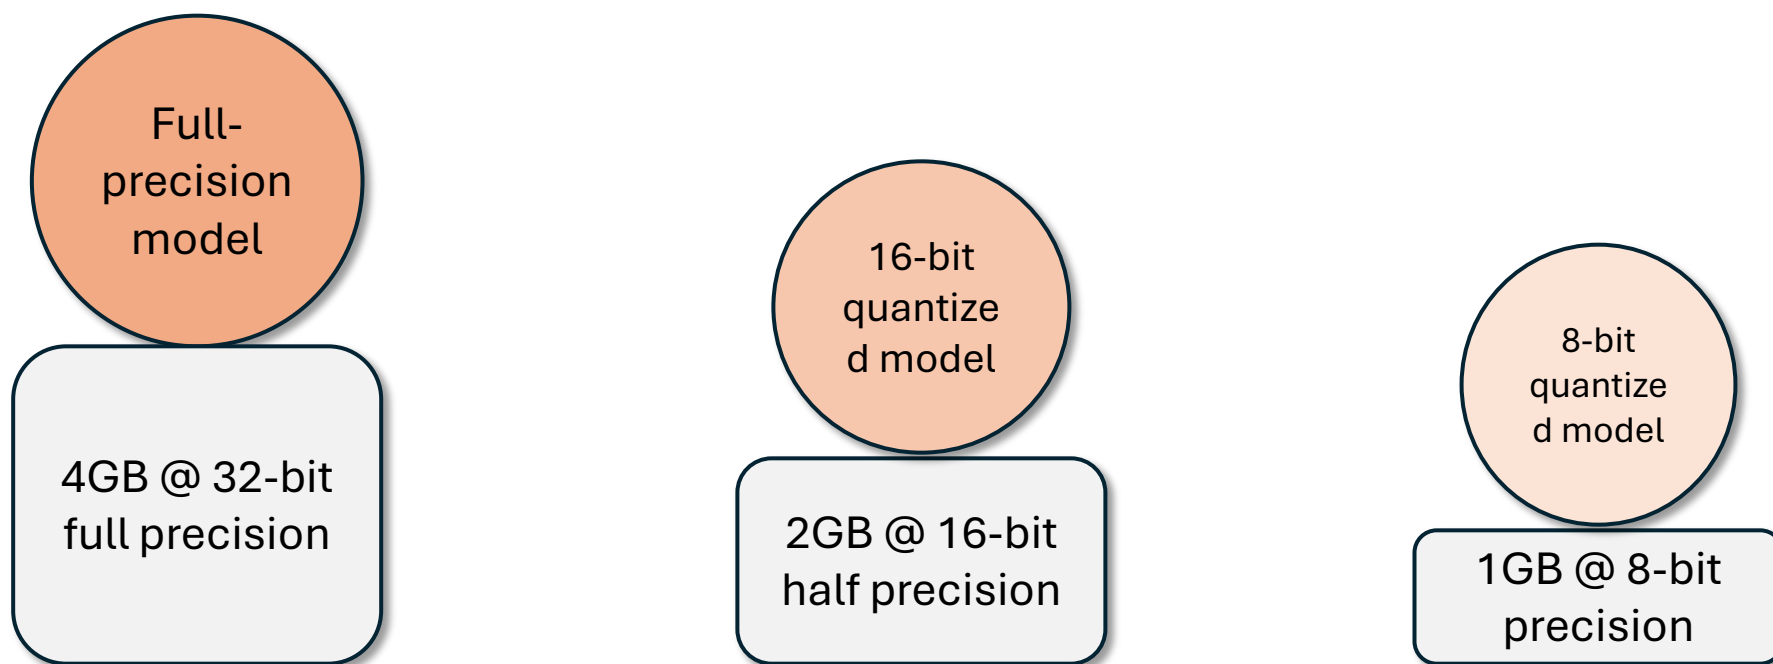 Full-
precision
model
4GB @ 32-bit
full precision
16-bit
quantize
d model
2GB @ 16-bit
half precision
8-bit
quantize
d model
1GB @ 8-bit
precision